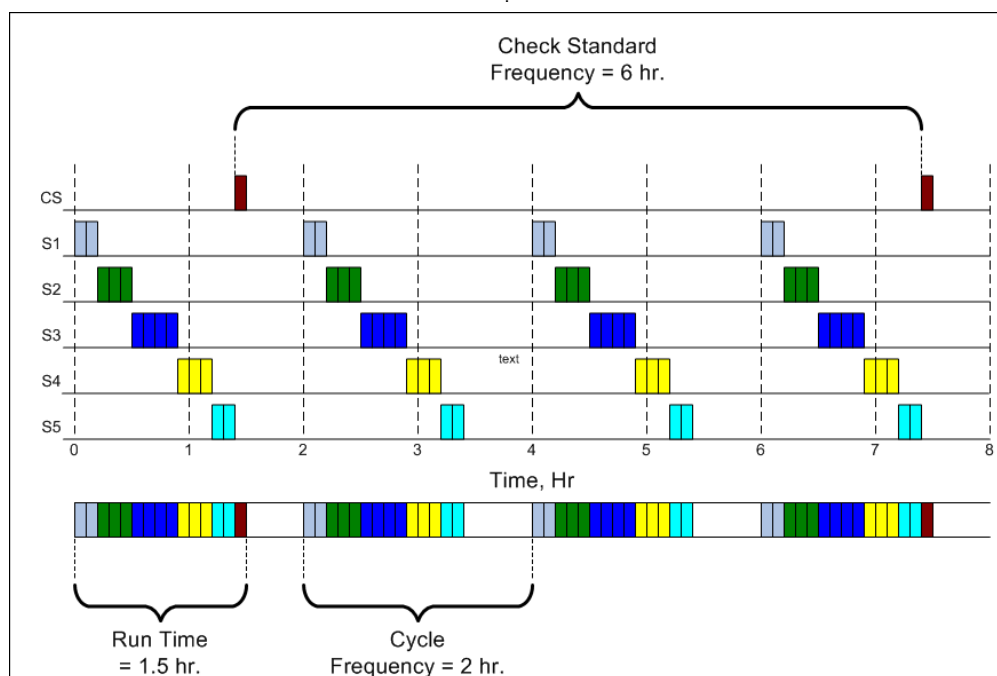 Check Standard
Frequency = 6 hr.
CS
S1
S2
S3
S4
text
S5
0 1 2 3 4 5 6 7 8
Time, Hr
Run Time
= 1.5 hr.
Cycle
Frequency = 2 hr.